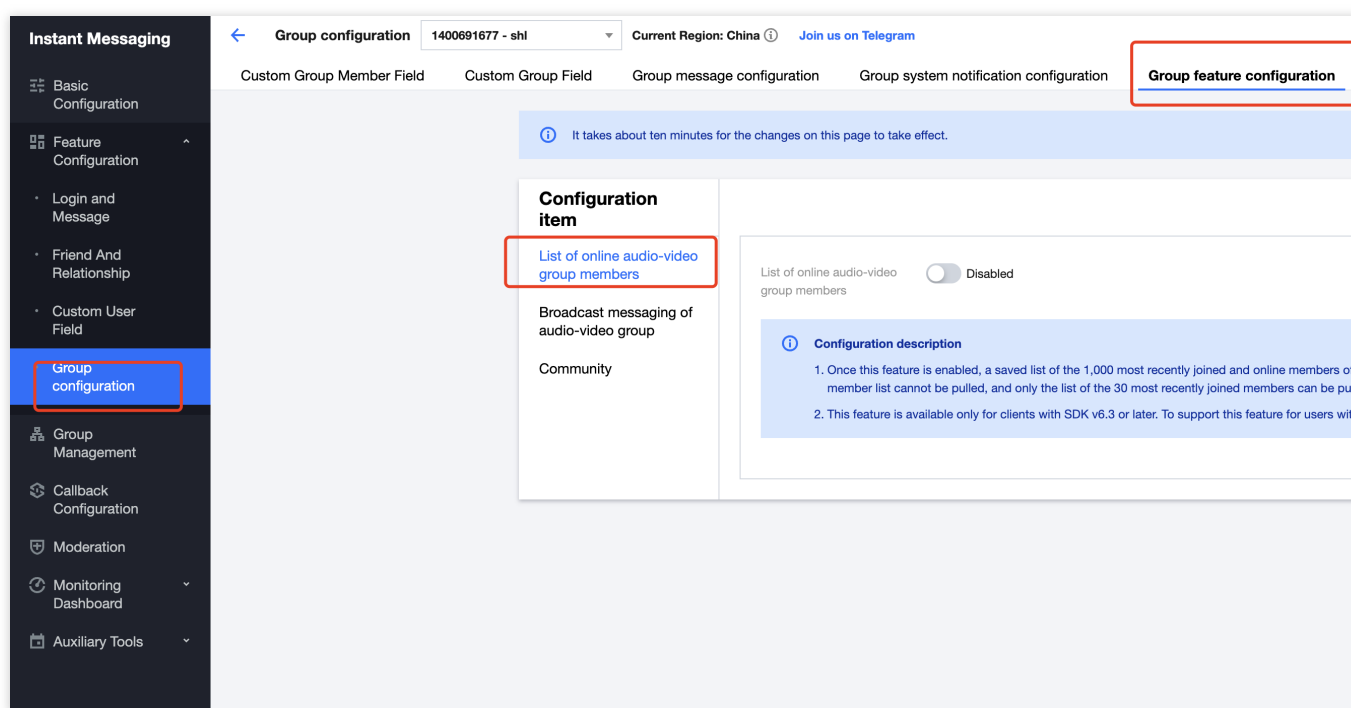 Instant Messaging
Basic
Configuration
Feature
Configuration
Login and
Message
Friend And
Relationship
Custom User
Field
Group
configuration
Group
Management
Callback
Configuration
Moderation
Monitoring
Dashboard
Auxiliary Tools
Group configuration 1400691677 - shl Current Region: China Join us on Telegram
Custom Group Member Field Custom Group Field Group message configuration Group system notification configuration Group feature configuration
It takes about ten minutes for the changes on this page to take effect.
Configuration
item
List of online audio-video
group members
Broadcast messaging of
audio-video group
Community
List of online audio-video
group members
Disabled
Configuration description
1. Once this feature is enabled, a saved list of the 1,000 most recently joined and online members
member list cannot be pulled, and only the list of the 30 most recently joined members can be
2. This feature is available only for clients with SDK v6.3 or later. To support this feature for users